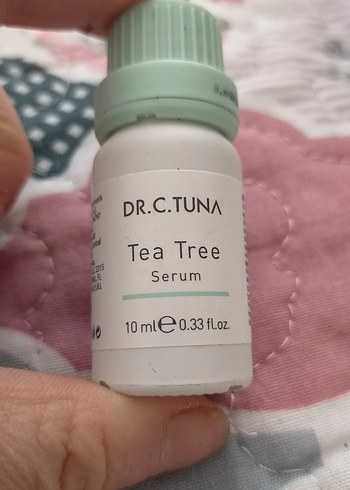 DR.C.TUNA
Tea Tree
Serum
10 ml℮0.33 fl.oz.